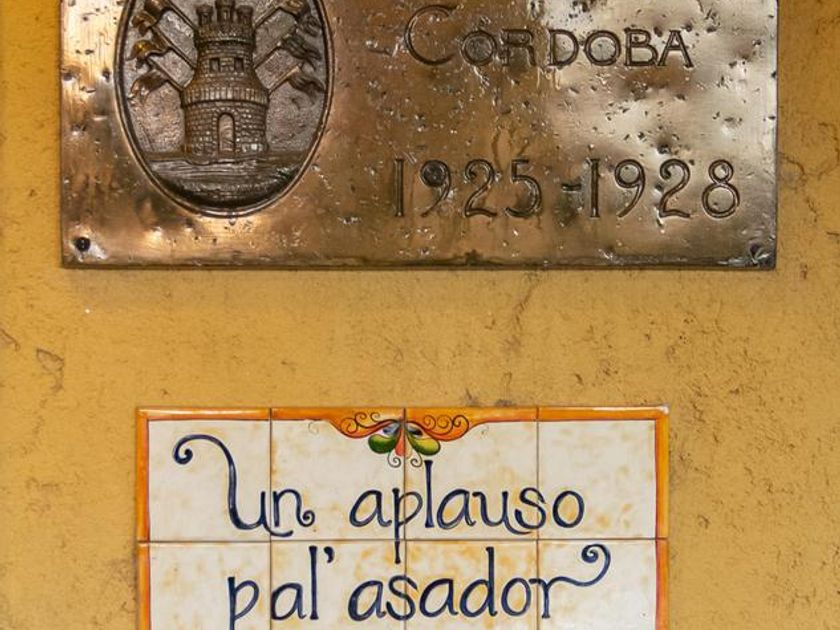 CORDOBA
1925-1928
Un aplauso
pal' asador